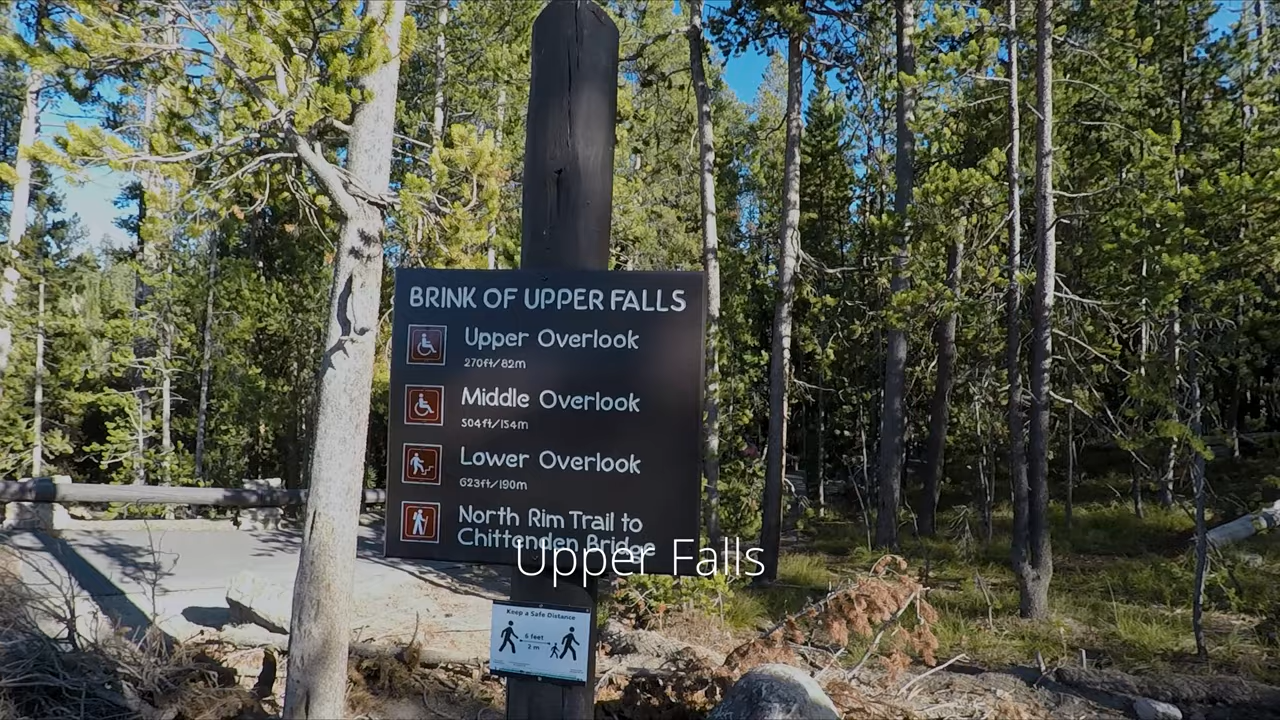 BRINK OF UPPER FALLS
Upper Overlook
270ft/82m
Middle Overlook
504ft/154m
Lower Overlook
623ft/190m
North Rim Trail to
Chittenden Bridge
Upper Falls
Keep a Safe Distance
6 feet
2 m